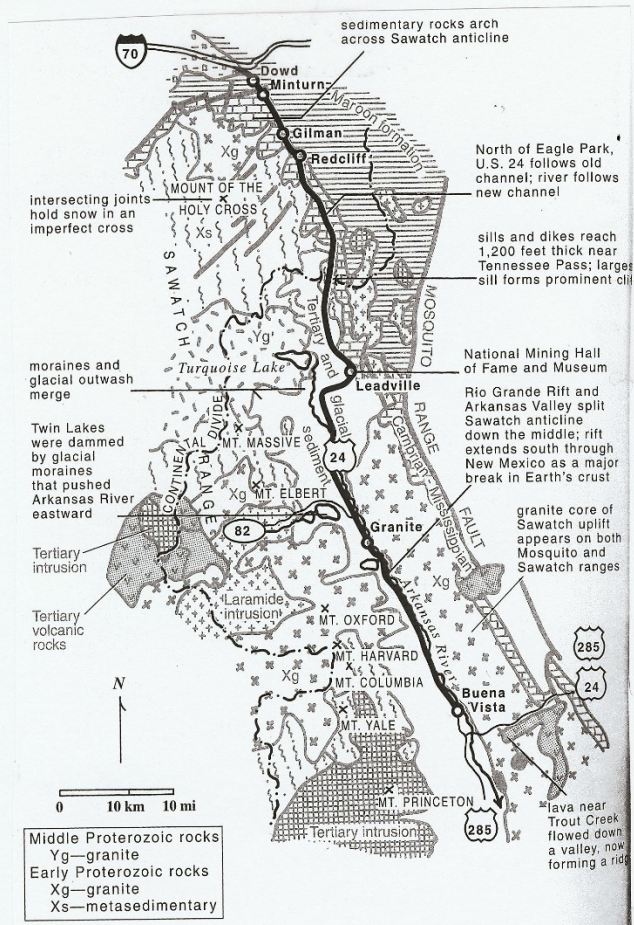 sedimentary rocks arch
across Sawatch anticline
70
Dowd
Minturn
Maroon formation
Gilman
Xg
Redcliff
North of Eagle Park,
U.S. 24 follows old
channel; river follows
new channel
MOUNT OF THE
HOLY CROSS
intersecting joints
hold snow in an
imperfect cross
Xs
sills and dikes reach
1,200 feet thick near
Tennessee Pass; larges
sill forms prominent cli
SAWATCH
RANGE
MOSQUITO
RANGE
FAULT
Tertiary and
glacial
sediment
Yg
Turquoise Lake
National Mining Hall
of Fame and Museum
Leadville
moraines and
glacial outwash
merge
Rio Grande Rift and
Arkansas Valley split
Sawatch anticline
down the middle; rift
extends south through
New Mexico as a major
break in Earth's crust
Cambrian - Mississippian
Twin Lakes
were dammed
by glacial
moraines
that pushed
Arkansas River
eastward
CONTINENTAL DIVIDE
MT. MASSIVE
24
Xg
MT. ELBERT
82
Granite
granite core of
Sawatch uplift
appears on both
Mosquito and
Sawatch ranges
Tertiary
intrusion
Xg
Arkansas River
Laramide
intrusion
Tertiary
volcanic
rocks
MT. OXFORD
285
MT. HARVARD
Xg
MT. COLUMBIA
24
N
Buena
Vista
MT. YALE
0 10 km 10 mi
MT. PRINCETON
285
Tertiary intrusion
lava near
Trout Creek
flowed down
a valley, now
forming a ridg
Middle Proterozoic rocks
Yg—granite
Early Proterozoic rocks
Xg—granite
Xs—metasedimentary